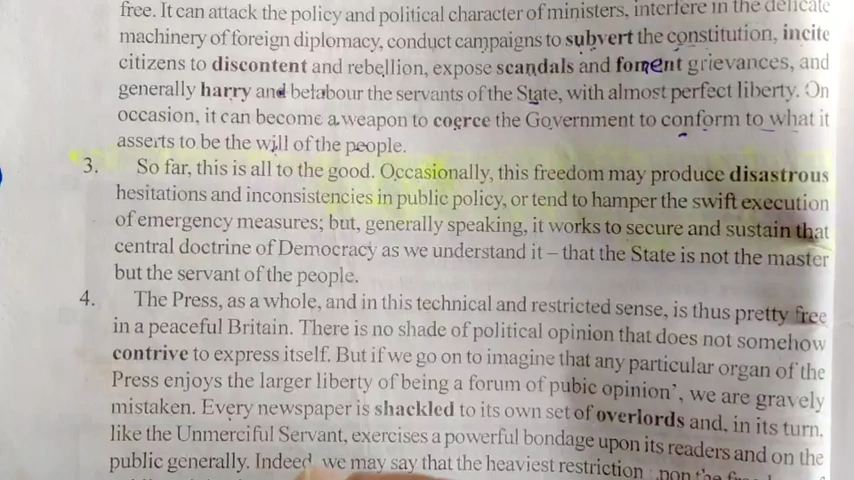 free. It can attack the policy and political character of ministers, interfere in the delicate
machinery of foreign diplomacy, conduct campaigns to subvert the constitution, incite
citizens to discontent and rebellion, expose scandals and foment grievances, and
generally harry and belabour the servants of the State, with almost perfect liberty. On
occasion, it can become a weapon to coerce the Government to conform to what it
asserts to be the will of the people.
3. So far, this is all to the good. Occasionally, this freedom may produce disastrous
hesitations and inconsistencies in public policy, or tend to hamper the swift execution
of emergency measures; but, generally speaking, it works to secure and sustain that
central doctrine of Democracy as we understand it – that the State is not the master
but the servant of the people.
4. The Press, as a whole, and in this technical and restricted sense, is thus pretty free
in a peaceful Britain. There is no shade of political opinion that does not somehow
contrive to express itself. But if we go on to imagine that any particular organ of the
Press enjoys the larger liberty of being a forum of pubic opinion', we are gravely
mistaken. Every newspaper is shackled to its own set of overlords and, in its turn,
like the Unmerciful Servant, exercises a powerful bondage upon its readers and on the
public generally. Indeed, we may say that the heaviest restriction upon the